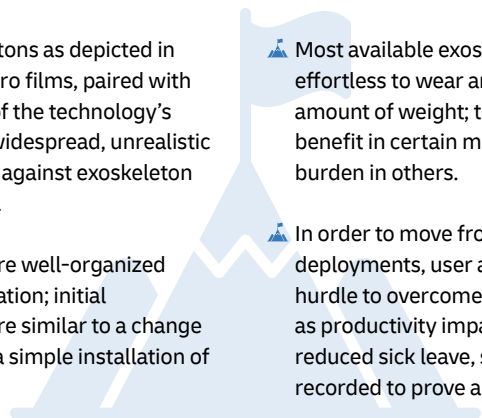 tons as depicted in
ro films, paired with
f the technology's
widespread, unrealistic
against exoskeleton
.
re well-organized
ation; initial
re similar to a change
a simple installation of
Most available exos
effortless to wear a
amount of weight; t
benefit in certain m
burden in others.
In order to move fro
deployments, user a
hurdle to overcome
as productivity impa
reduced sick leave, s
recorded to prove a